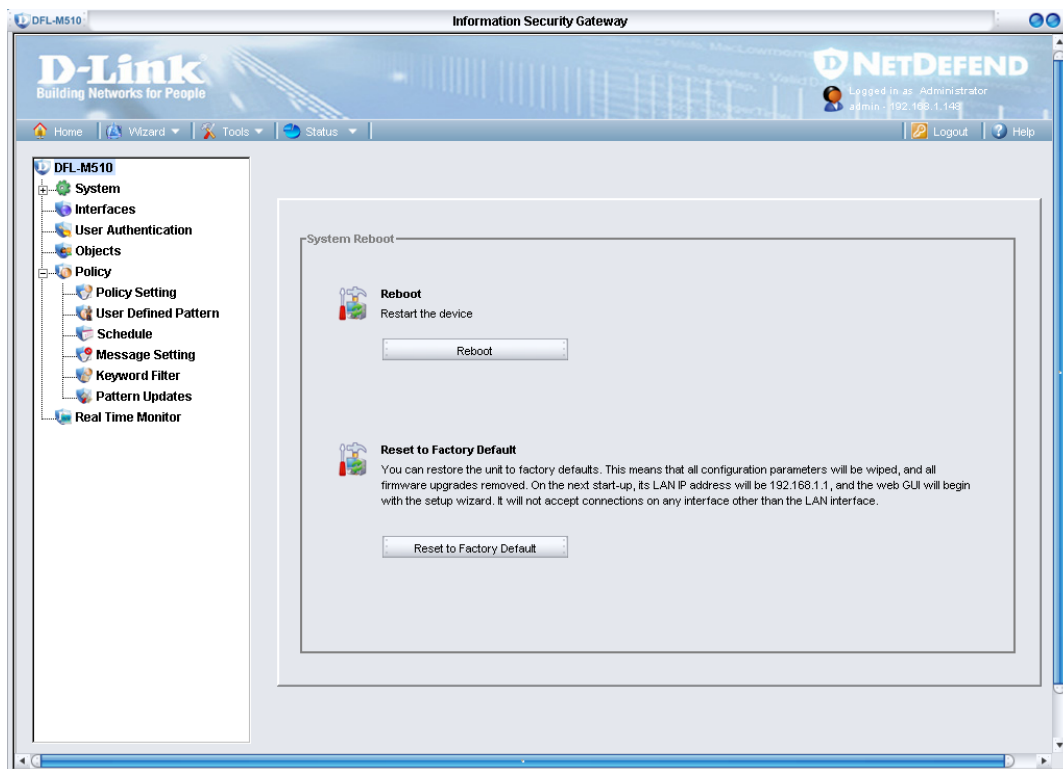 DFL-M510
Information Security Gateway
D-Link
Building Networks for People
NETDEFEND
Logged in as Administrator
admin - 192.168.1.148
Home
Wizard
Tools
Status
Logout
Help
DFL-M510
System
Interfaces
User Authentication
Objects
Policy
Policy Setting
User Defined Pattern
Schedule
Message Setting
Keyword Filter
Pattern Updates
Real Time Monitor
System Reboot
Reboot
Restart the device
Reboot
Reset to Factory Default
You can restore the unit to factory defaults. This means that all configuration parameters will be wiped, and all
firmware upgrades removed. On the next start-up, its LAN IP address will be 192.168.1.1, and the web GUI will begin
with the setup wizard. It will not accept connections on any interface other than the LAN interface.
Reset to Factory Default